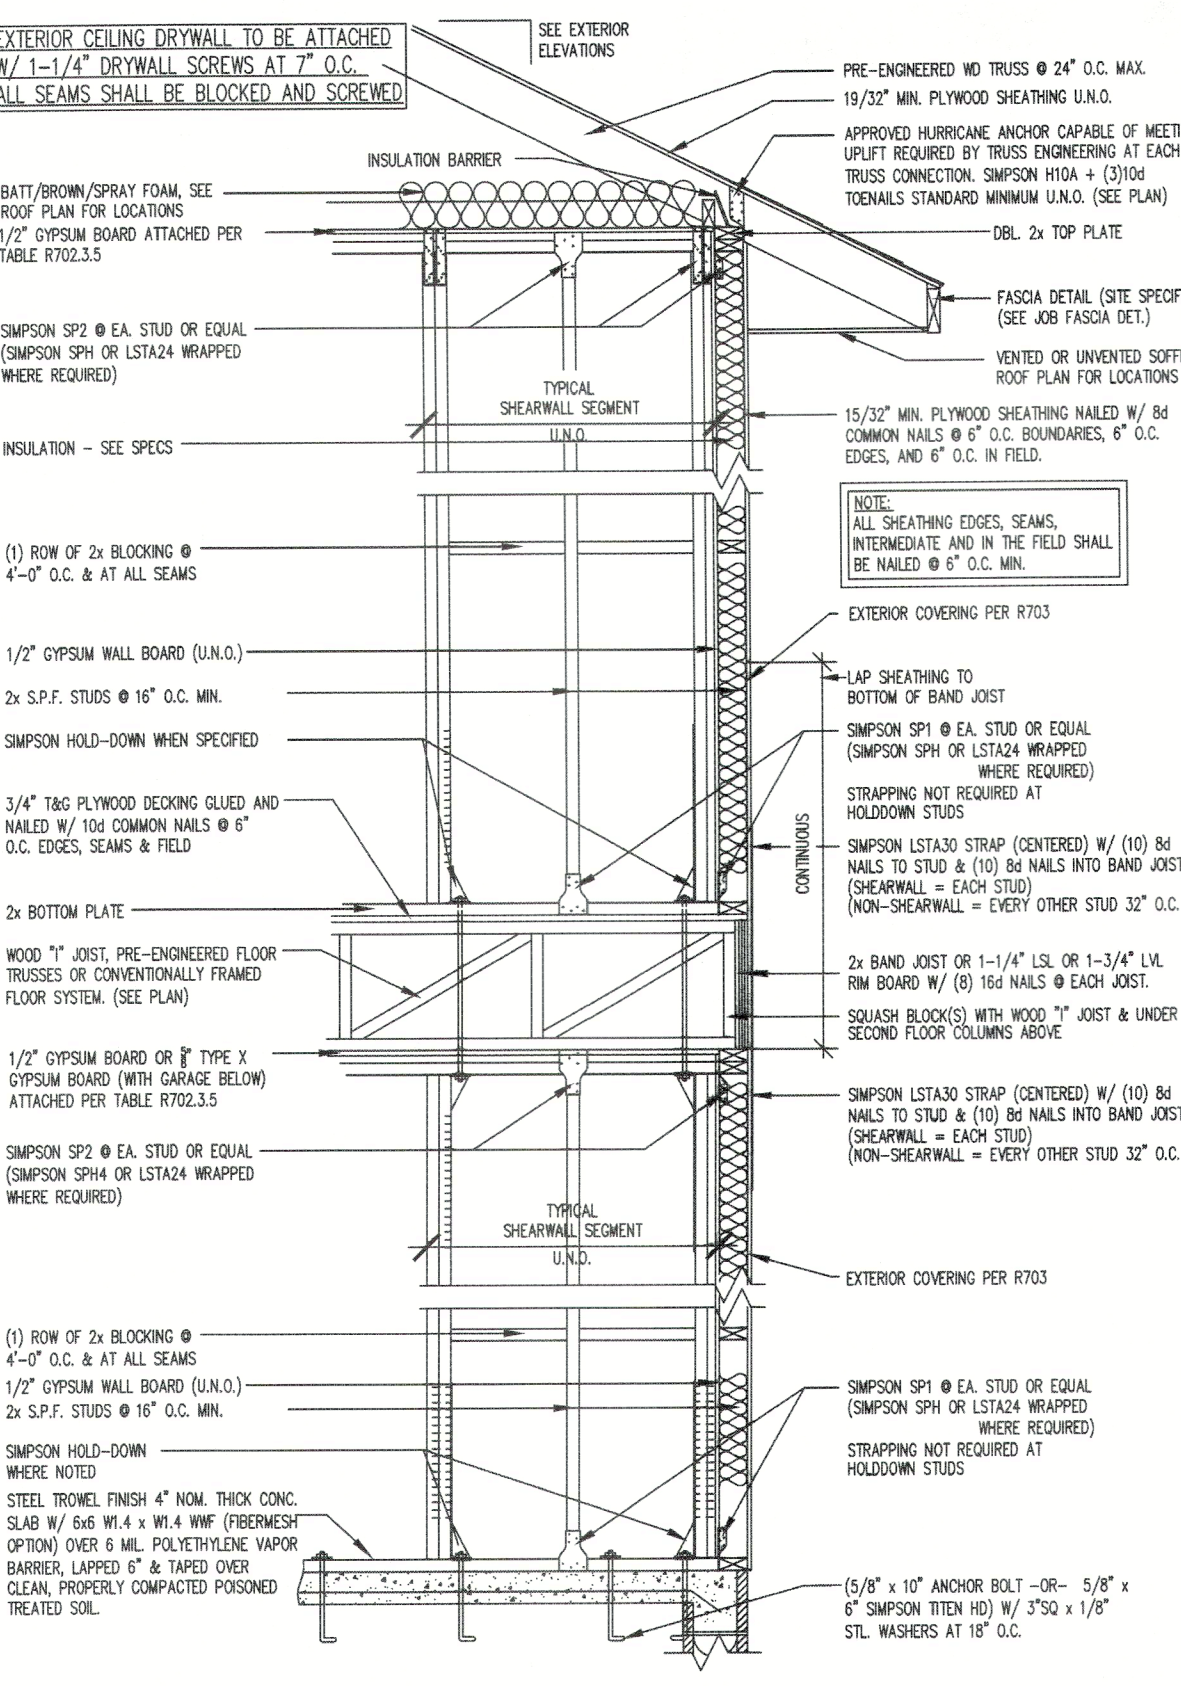 EXTERIOR CEILING DRYWALL TO BE ATTACHED
W/ 1-1/4" DRYWALL SCREWS AT 7" O.C.
ALL SEAMS SHALL BE BLOCKED AND SCREWED
SEE EXTERIOR
ELEVATIONS
INSULATION BARRIER
BATT/BROWN/SPRAY FOAM, SEE
ROOF PLAN FOR LOCATIONS
1/2" GYPSUM BOARD ATTACHED PER
TABLE R702.3.5
SIMPSON SP2 @ EA. STUD OR EQUAL
(SIMPSON SPH OR LSTA24 WRAPPED
WHERE REQUIRED)
TYPICAL
SHEARWALL SEGMENT
U.N.O.
INSULATION - SEE SPECS
(1) ROW OF 2x BLOCKING @
4'-0" O.C. & AT ALL SEAMS
1/2" GYPSUM WALL BOARD (U.N.O.)
2x S.P.F. STUDS @ 16" O.C. MIN.
SIMPSON HOLD-DOWN WHEN SPECIFIED
3/4" T&G PLYWOOD DECKING GLUED AND
NAILED W/ 10d COMMON NAILS @ 6"
O.C. EDGES, SEAMS & FIELD
2x BOTTOM PLATE
WOOD "I" JOIST, PRE-ENGINEERED FLOOR
TRUSSES OR CONVENTIONALLY FRAMED
FLOOR SYSTEM. (SEE PLAN)
1/2" GYPSUM BOARD OR TYPE X
GYPSUM BOARD (WITH GARAGE BELOW)
ATTACHED PER TABLE R702.3.5
SIMPSON SP2 @ EA. STUD OR EQUAL
(SIMPSON SPH4 OR LSTA24 WRAPPED
WHERE REQUIRED)
TYPICAL
SHEARWALL SEGMENT
U.N.O.
(1) ROW OF 2x BLOCKING @
4'-0" O.C. & AT ALL SEAMS
1/2" GYPSUM WALL BOARD (U.N.O.)
2x S.P.F. STUDS @ 16" O.C. MIN.
SIMPSON HOLD-DOWN
WHERE NOTED
STEEL TROWEL FINISH 4" NOM. THICK CONC.
SLAB W/ 6x6 W1.4 x W1.4 WWF (FIBERMESH
OPTION) OVER 6 MIL. POLYETHYLENE VAPOR
BARRIER, LAPPED 6" & TAPED OVER
CLEAN, PROPERLY COMPACTED POISONED
TREATED SOIL.
PRE-ENGINEERED WD TRUSS @ 24" O.C. MAX.
19/32" MIN. PLYWOOD SHEATHING U.N.O.
APPROVED HURRICANE ANCHOR CAPABLE OF MEETI
UPLIFT REQUIRED BY TRUSS ENGINEERING AT EACH
TRUSS CONNECTION. SIMPSON H10A + (3)10d
TOENAILS STANDARD MINIMUM U.N.O. (SEE PLAN)
DBL. 2x TOP PLATE
FASCIA DETAIL (SITE SPECIF
(SEE JOB FASCIA DET.)
VENTED OR UNVENTED SOFFI
ROOF PLAN FOR LOCATIONS
15/32" MIN. PLYWOOD SHEATHING NAILED W/ 8d
COMMON NAILS @ 6" O.C. BOUNDARIES, 6" O.C.
EDGES, AND 6" O.C. IN FIELD.
NOTE:
ALL SHEATHING EDGES, SEAMS,
INTERMEDIATE AND IN THE FIELD SHALL
BE NAILED @ 6" O.C. MIN.
EXTERIOR COVERING PER R703
LAP SHEATHING TO
BOTTOM OF BAND JOIST
CONTINUOUS
SIMPSON SP1 @ EA. STUD OR EQUAL
(SIMPSON SPH OR LSTA24 WRAPPED
WHERE REQUIRED)
STRAPPING NOT REQUIRED AT
HOLDDOWN STUDS
SIMPSON LSTA30 STRAP (CENTERED) W/ (10) 8d
NAILS TO STUD & (10) 8d NAILS INTO BAND JOIST
(SHEARWALL = EACH STUD)
(NON-SHEARWALL = EVERY OTHER STUD 32" O.C.
2x BAND JOIST OR 1-1/4" LSL OR 1-3/4" LVL
RIM BOARD W/ (8) 16d NAILS @ EACH JOIST.
SQUASH BLOCK(S) WITH WOOD "I" JOIST & UNDER
SECOND FLOOR COLUMNS ABOVE
SIMPSON LSTA30 STRAP (CENTERED) W/ (10) 8d
NAILS TO STUD & (10) 8d NAILS INTO BAND JOIST
(SHEARWALL = EACH STUD)
(NON-SHEARWALL = EVERY OTHER STUD 32" O.C.
EXTERIOR COVERING PER R703
SIMPSON SP1 @ EA. STUD OR EQUAL
(SIMPSON SPH OR LSTA24 WRAPPED
WHERE REQUIRED)
STRAPPING NOT REQUIRED AT
HOLDDOWN STUDS
(5/8" x 10" ANCHOR BOLT -OR- 5/8" x
6" SIMPSON TITEN HD) W/ 3"SQ x 1/8"
STL. WASHERS AT 18" O.C.